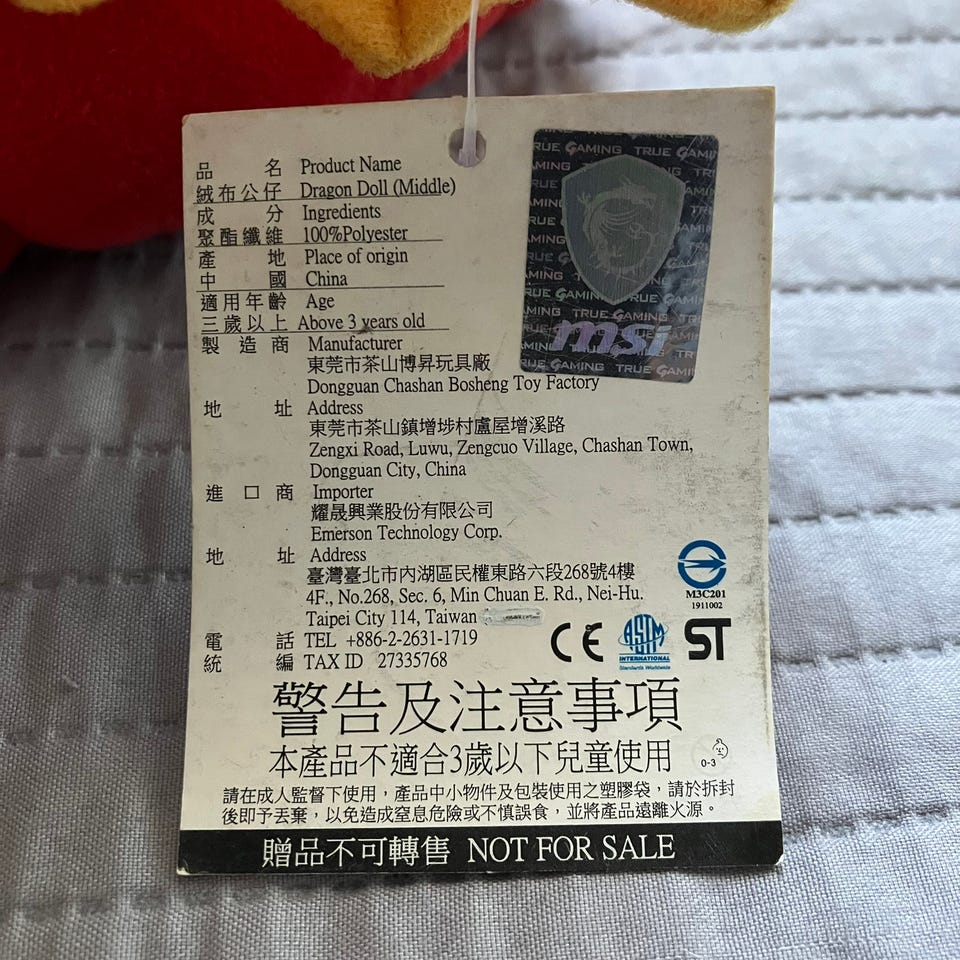 品名 Product Name
絨布公仔 Dragon Doll (Middle)
成分 Ingredients
聚酯纖維 100%Polyester
產地 Place of origin
中國 China
適用年齡 Age
三歲以上 Above 3 years old
製造商 Manufacturer
東莞市茶山博昇玩具廠
Dongguan Chashan Bosheng Toy Factory
地址 Address
東莞市茶山鎮增埗村盧屋增溪路
Zengxi Road, Luwu, Zengcuo Village, Chashan Town,
Dongguan City, China
進口商 Importer
耀晟興業股份有限公司
Emerson Technology Corp.
地址 Address
臺灣臺北市內湖區民權東路六段268號4樓
4F., No.268, Sec. 6, Min Chuan E. Rd., Nei-Hu.
Taipei City 114, Taiwan
電話 TEL +886-2-2631-1719
統編 TAX ID 27335768
TRUE GAMING
msi
M3C201
1911002
CE
ASTM
INTERNATIONAL
Standards Worldwide
ST
警告及注意事項
本產品不適合3歲以下兒童使用
0-3
請在成人監督下使用，產品中小物件及包裝使用之塑膠袋，請於拆封
後即予丟棄，以免造成窒息危險或不慎誤食，並將產品遠離火源。
贈品不可轉售 NOT FOR SALE